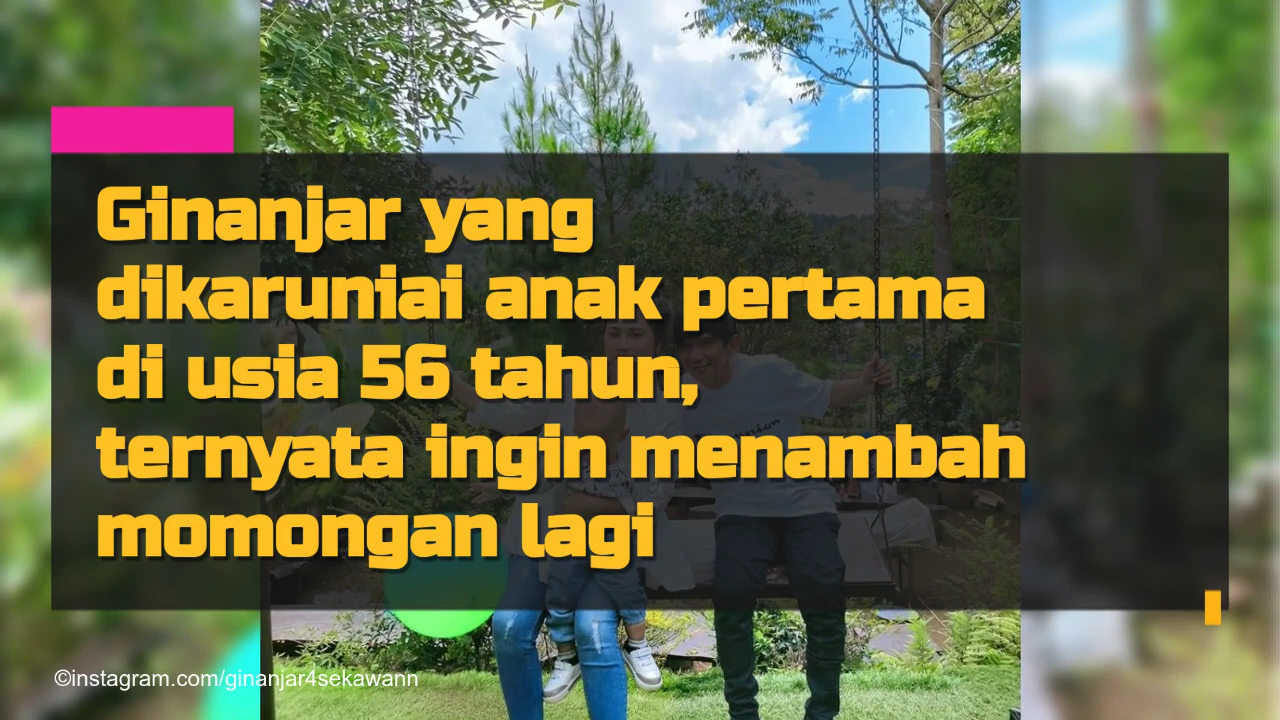 Ginanjar yang
dikaruniai anak pertama
di usia 56 tahun,
ternyata ingin menambah
momongan lagi
©instagram.com/ginanjar4sekawann